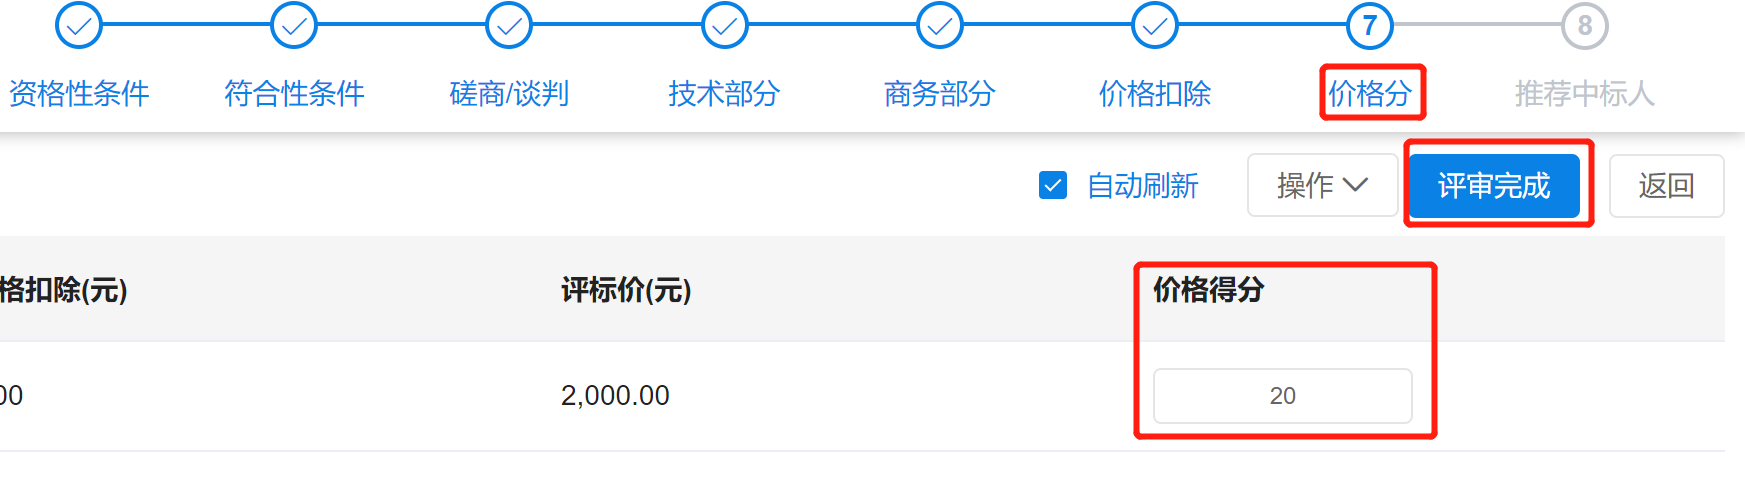 7 8
资格性条件 符合性条件 磋商/谈判 技术部分 商务部分 价格扣除 价格分 推荐中标人
自动刷新 操作 评审完成 返回
格扣除(元) 评标价(元) 价格得分
00 2,000.00 20